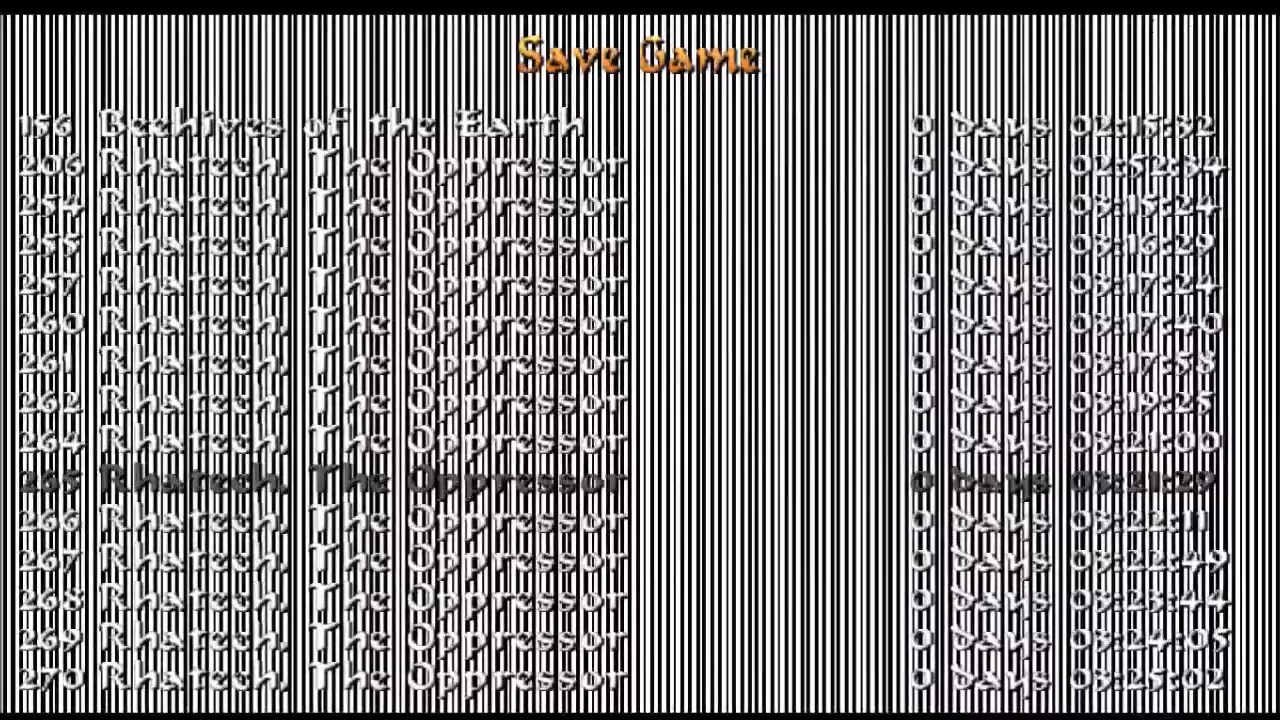 Save Game
156 Beehives of the Earth 0 days 02:15:32
206 Rhatech, The Oppressor 0 days 02:52:34
254 Rhatech, The Oppressor 0 days 03:15:24
255 Rhatech, The Oppressor 0 days 03:16:29
257 Rhatech, The Oppressor 0 days 03:17:24
260 Rhatech, The Oppressor 0 days 03:17:40
261 Rhatech, The Oppressor 0 days 03:17:58
262 Rhatech, The Oppressor 0 days 03:19:25
264 Rhatech, The Oppressor 0 days 03:21:00
265 Rhatech, The Oppressor 0 days 03:21:29
266 Rhatech, The Oppressor 0 days 03:22:11
267 Rhatech, The Oppressor 0 days 03:22:49
268 Rhatech, The Oppressor 0 days 03:23:44
269 Rhatech, The Oppressor 0 days 03:24:05
270 Rhatech, The Oppressor 0 days 03:25:02